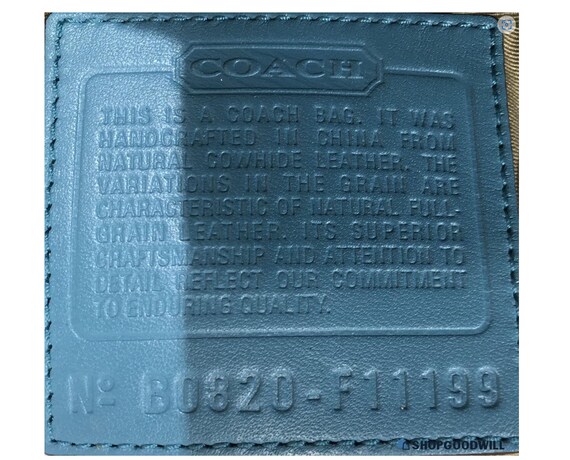 COACH
THIS IS A COACH BAG. IT WAS
HANDCRAFTED IN CHINA FROM
NATURAL COWHIDE LEATHER. THE
VARIATIONS IN THE GRAIN ARE
CHARACTERISTIC OF NATURAL FULL-
GRAIN LEATHER. ITS SUPERIOR
CRAFTSMANSHIP AND ATTENTION TO
DETAIL REFLECT OUR COMMITMENT
TO ENDURING QUALITY.
Nº B0820-F11199
SHOPGOODWILL